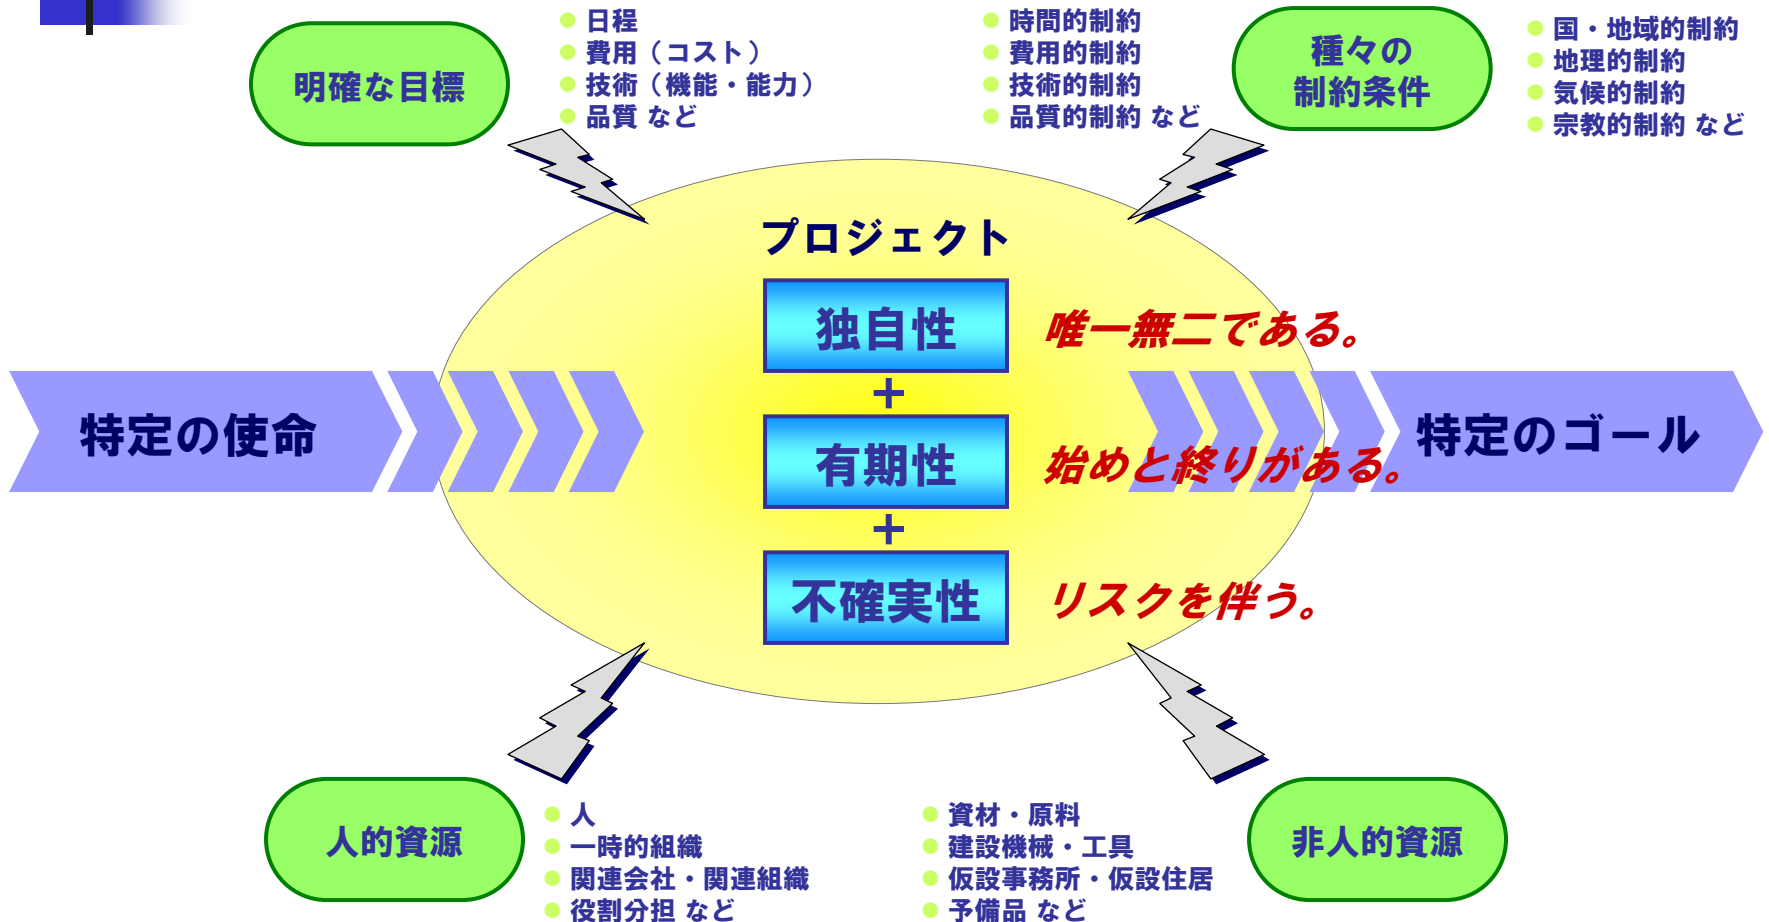 明確な目標
日程
費用（コスト）
技術（機能・能力）
品質 など
時間的制約
費用的制約
技術的制約
品質的制約 など
種々の
制約条件
国・地域的制約
地理的制約
気候的制約
宗教的制約 など
プロジェクト
独自性
唯一無二である。
+
特定の使命
有期性
始めと終りがある。
特定のゴール
+
不確実性
リスクを伴う。
人的資源
人
一時的組織
関連会社・関連組織
役割分担 など
資材・原料
建設機械・工具
仮設事務所・仮設住居
予備品 など
非人的資源